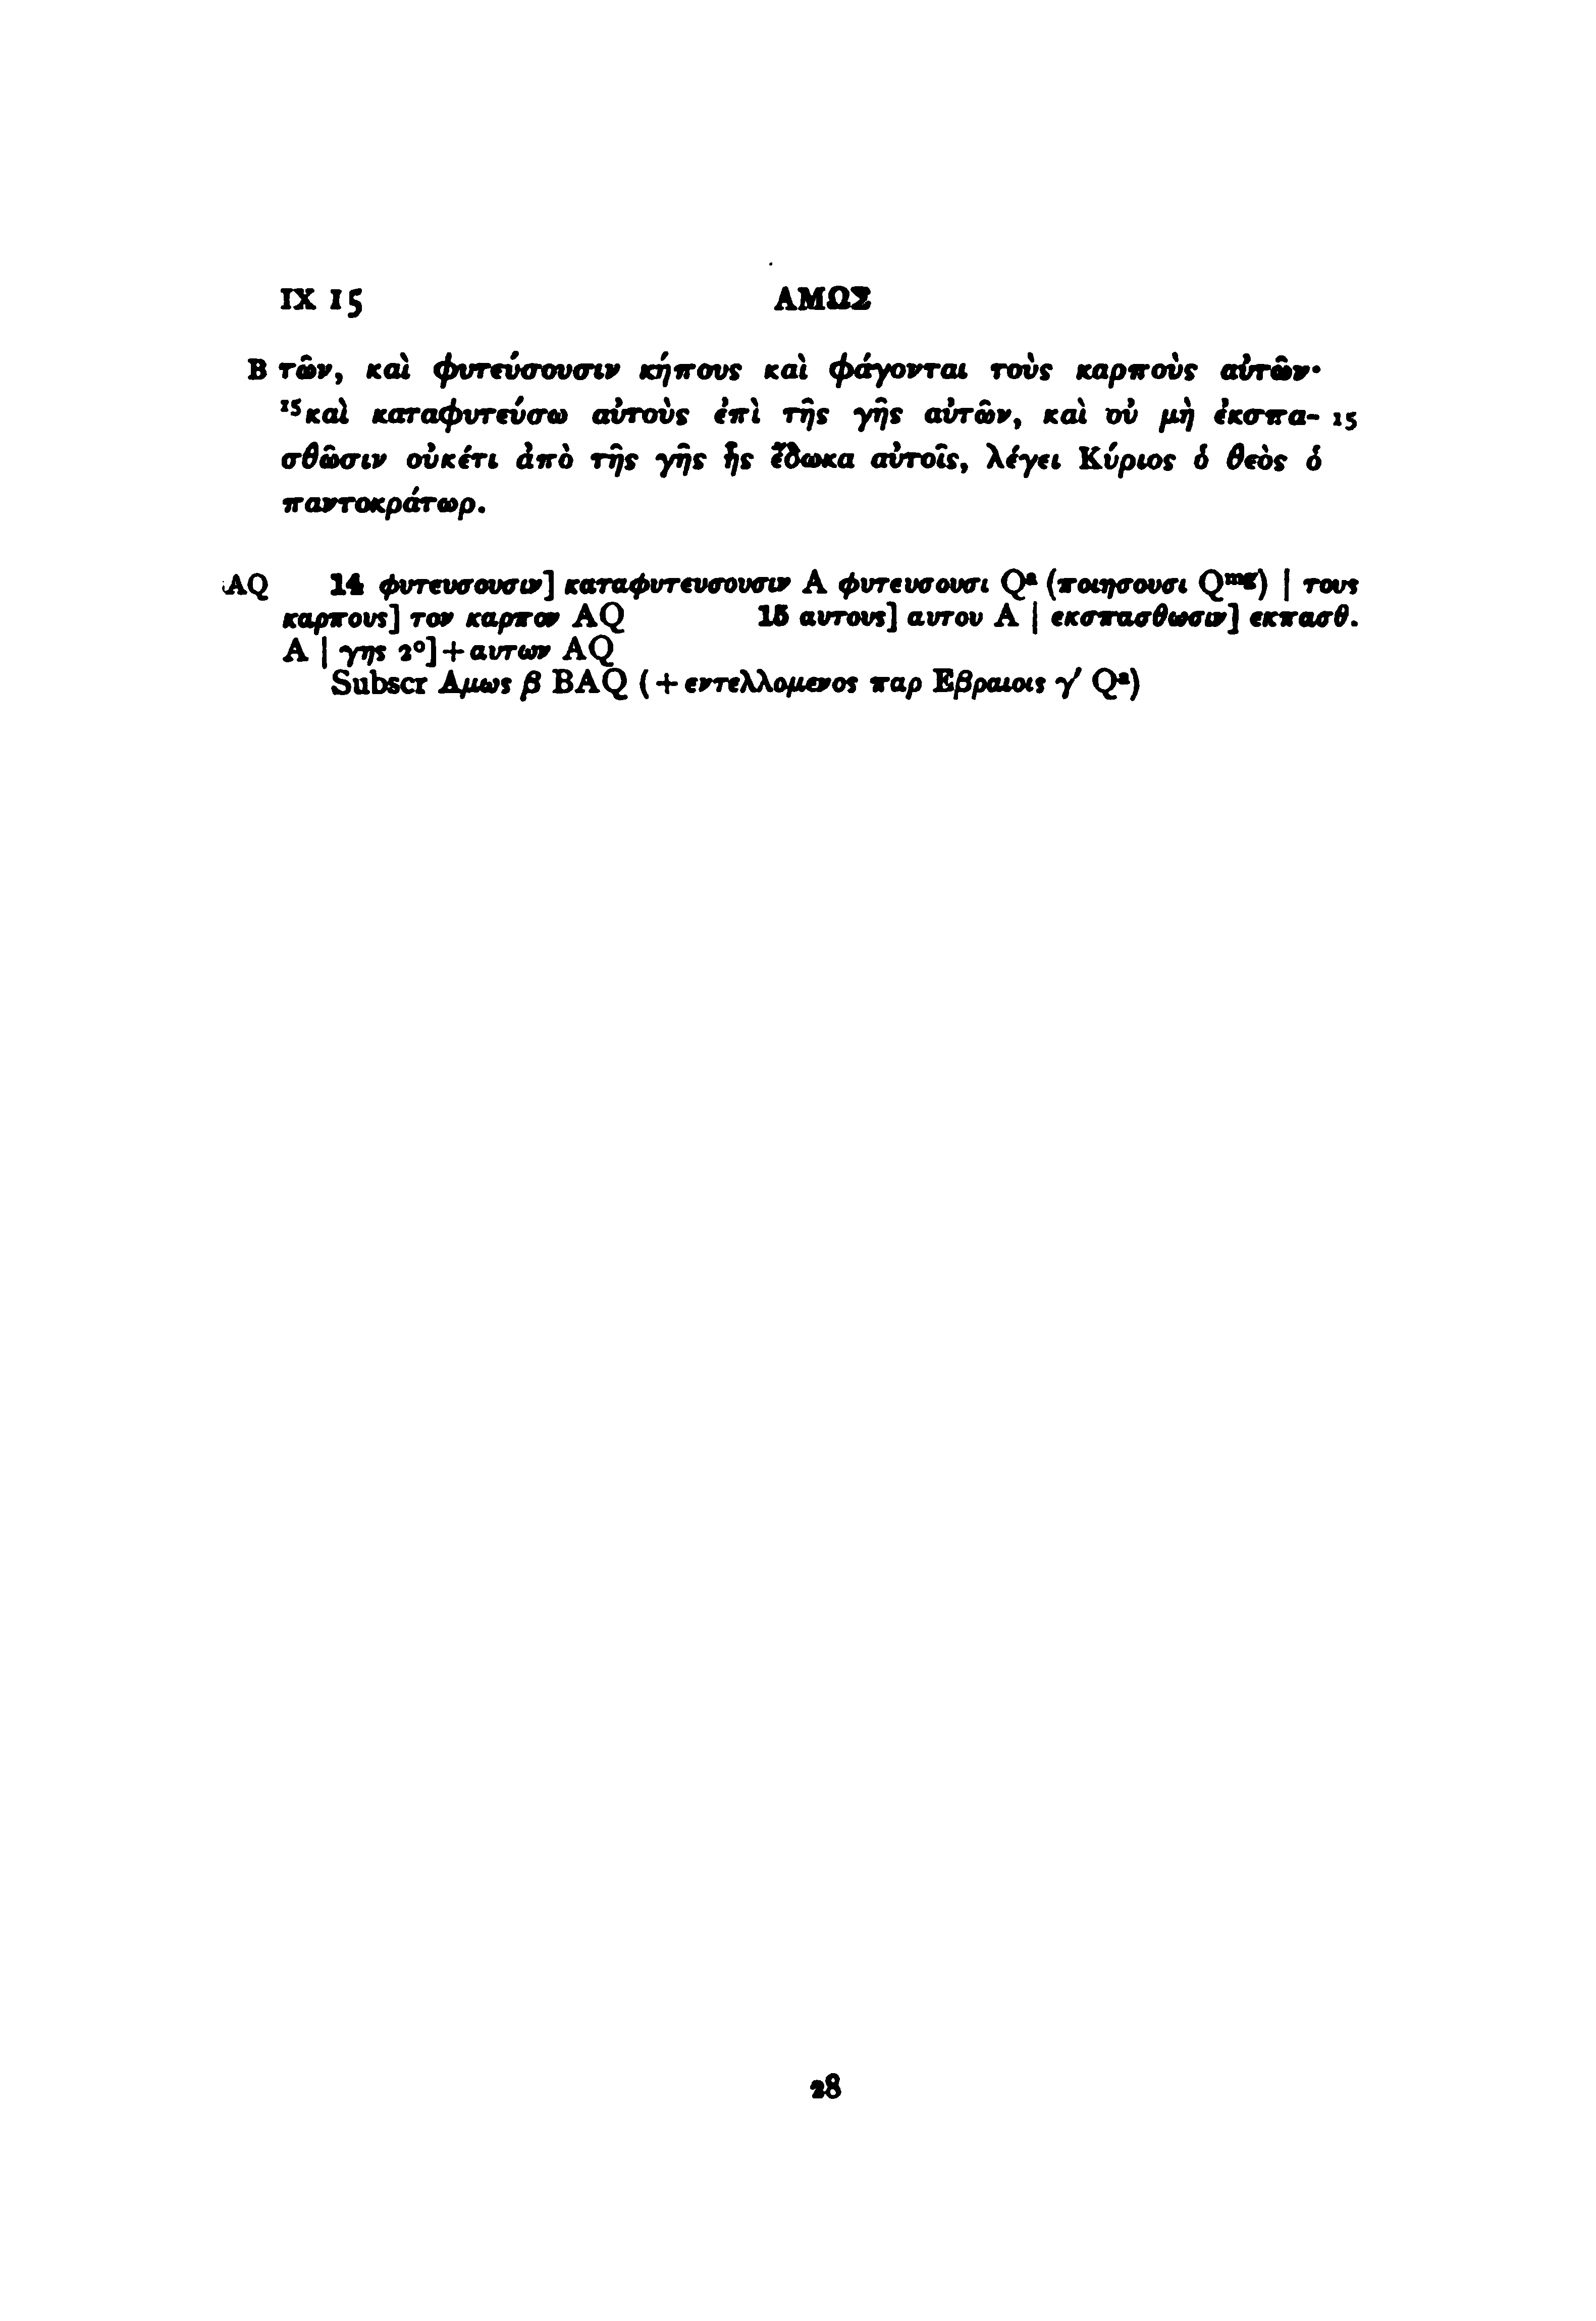 IX 15 ΑΜΩΣ
B τῶν, καὶ φυτεύσουσιν κήπους καὶ φάγονται τοὺς καρποὺς αὐτῶν·
¹⁵καὶ καταφυτεύσω αὐτοὺς ἐπὶ τῆς γῆς αὐτῶν, καὶ οὐ μὴ ἐκσπα- 15
σθῶσιν οὐκέτι ἀπὸ τῆς γῆς ἧς ἔδωκα αὐτοῖς, λέγει Κύριος ὁ θεὸς ὁ
παντοκράτωρ.
AQ 14 φυτευσουσιν] καταφυτευσουσιν A φυτευσουσι Qᵃ (ποιησουσι Qᵐᵍ) | τους
καρπους] τον καρπον AQ 15 αυτους] αυτου A | εκσπασθωσιν] εκπασθ.
A | γης 2°]+αυτων AQ
Subscr Αμως β BAQ (+εντελλομενος παρ Εβραιοις γ′ Qᵃ)
28